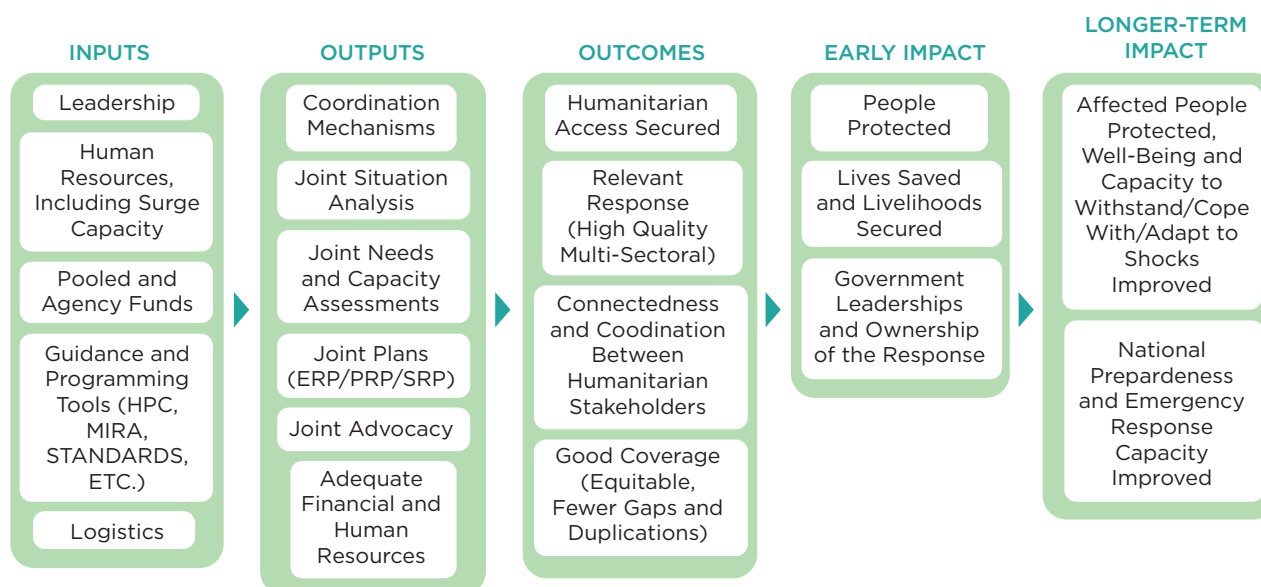 INPUTS
Leadership
Human
Resources,
Including Surge
Capacity
Pooled and
Agency Funds
Guidance and
Programming
Tools (HPC,
MIRA,
STANDARDS,
ETC.)
Logistics
OUTPUTS
Coordination
Mechanisms
Joint Situation
Analysis
Joint Needs
and Capacity
Assessments
Joint Plans
(ERP/PRP/SRP)
Joint Advocacy
Adequate
Financial and
Human
Resources
OUTCOMES
Humanitarian
Access Secured
Relevant
Response
(High Quality
Multi-Sectoral)
Connectedness
and Coodination
Between
Humanitarian
Stakeholders
Good Coverage
(Equitable,
Fewer Gaps and
Duplications)
EARLY IMPACT
People
Protected
Lives Saved
and Livelihoods
Secured
Government
Leaderships
and Ownership
of the Response
LONGER-TERM
IMPACT
Affected People
Protected,
Well-Being and
Capacity to
Withstand/Cope
With/Adapt to
Shocks
Improved
National
Prepardeness
and Emergency
Response
Capacity
Improved